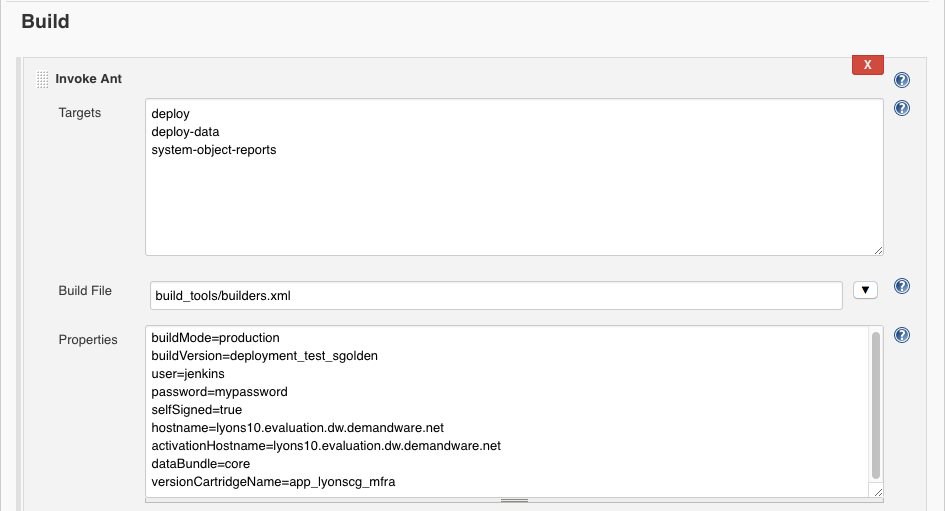 Build
X
Invoke Ant
?
Targets
deploy
deploy-data
system-object-reports
?
Build File
build_tools/builders.xml
▼
?
Properties
buildMode=production
buildVersion=deployment_test_sgolden
user=jenkins
password=mypassword
selfSigned=true
hostname=lyons10.evaluation.dw.demandware.net
activationHostname=lyons10.evaluation.dw.demandware.net
dataBundle=core
versionCartridgeName=app_lyonscg_mfra
?